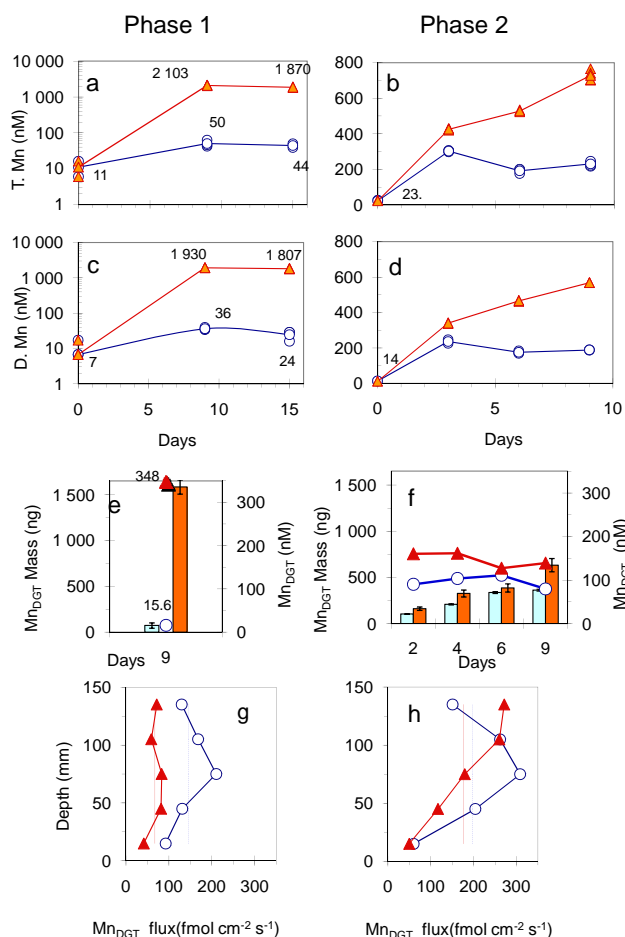 Phase 1 Phase 2
a
T. Mn (nM)
10 000
1 000
100
10
1
2 103
1 870
50
11
44
b
800
600
400
200
0
23.
c
D. Mn (nM)
10 000
1 000
100
10
1
1 930
1 807
36
7
24
0 5 10 15
Days
d
800
600
400
200
0
14
0 5 10
Days
e
MnDGT Mass (ng)
1 500
1 000
500
0
348
15.6
300
200
100
0
MnDGT (nM)
Days 9
f
MnDGT Mass (ng)
1 500
1 000
500
0
300
200
100
0
MnDGT (nM)
2 4 6 9
Days
g
Depth (mm)
150
100
50
0
0 100 200 300
MnDGT flux(fmol cm-2 s-1)
h
150
100
50
0
0 100 200 300
MnDGT flux(fmol cm-2 s-1)